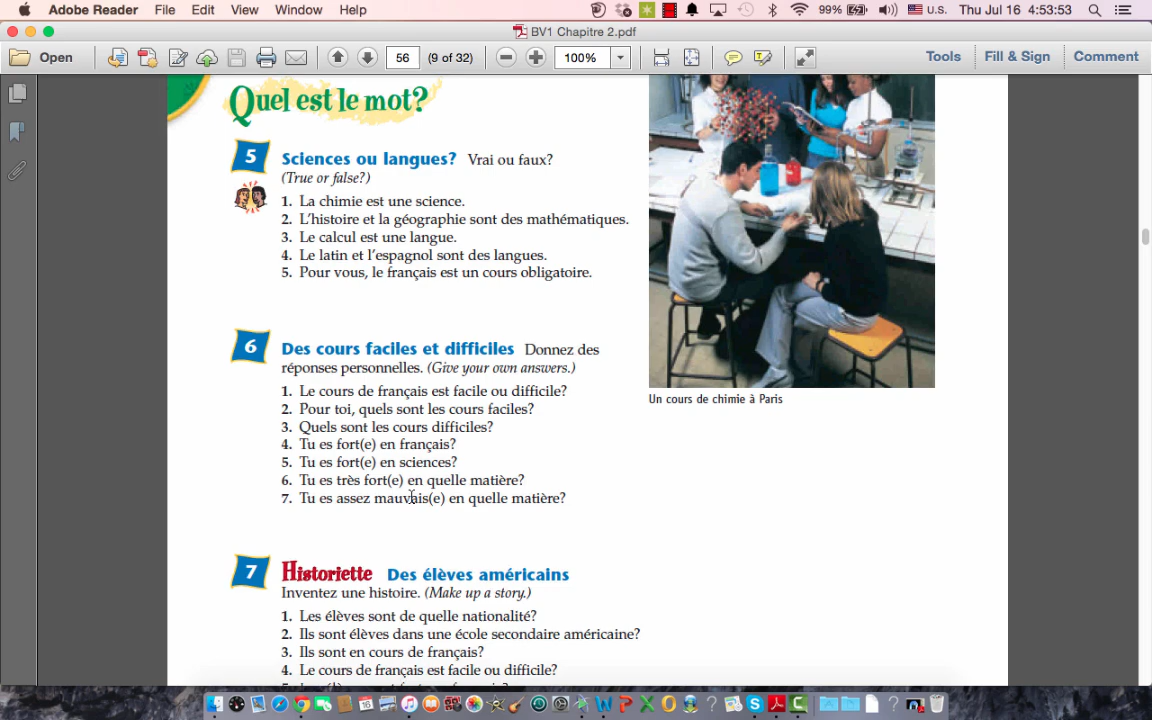 Adobe Reader File Edit View Window Help 99% U.S. Thu Jul 16 4:53:53
BV1 Chapitre 2.pdf
Open 56 (9 of 32) 100% Tools Fill & Sign Comment
Quel est le mot?
5 Sciences ou langues? Vrai ou faux?
(True or false?)
1. La chimie est une science.
2. L'histoire et la géographie sont des mathématiques.
3. Le calcul est une langue.
4. Le latin et l'espagnol sont des langues.
5. Pour vous, le français est un cours obligatoire.
Un cours de chimie à Paris
6 Des cours faciles et difficiles Donnez des
réponses personnelles. (Give your own answers.)
1. Le cours de français est facile ou difficile?
2. Pour toi, quels sont les cours faciles?
3. Quels sont les cours difficiles?
4. Tu es fort(e) en français?
5. Tu es fort(e) en sciences?
6. Tu es très fort(e) en quelle matière?
7. Tu es assez mauvais(e) en quelle matière?
7 Historiette Des élèves américains
Inventez une histoire. (Make up a story.)
1. Les élèves sont de quelle nationalité?
2. Ils sont élèves dans une école secondaire américaine?
3. Ils sont en cours de français?
4. Le cours de français est facile ou difficile?